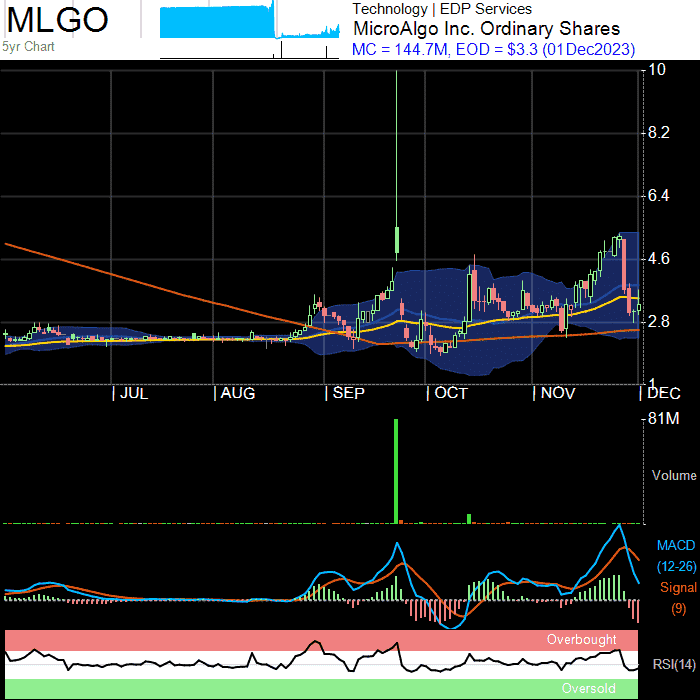 MLGO
5yr Chart
Technology | EDP Services
MicroAlgo Inc. Ordinary Shares
MC = 144.7M, EOD = $3.3 (01Dec2023)
10
8.2
6.4
4.6
2.8
1
JUL
AUG
SEP
OCT
NOV
DEC
81M
Volume
MACD
(12-26)
Signal
(9)
Overbought
RSI(14)
Oversold